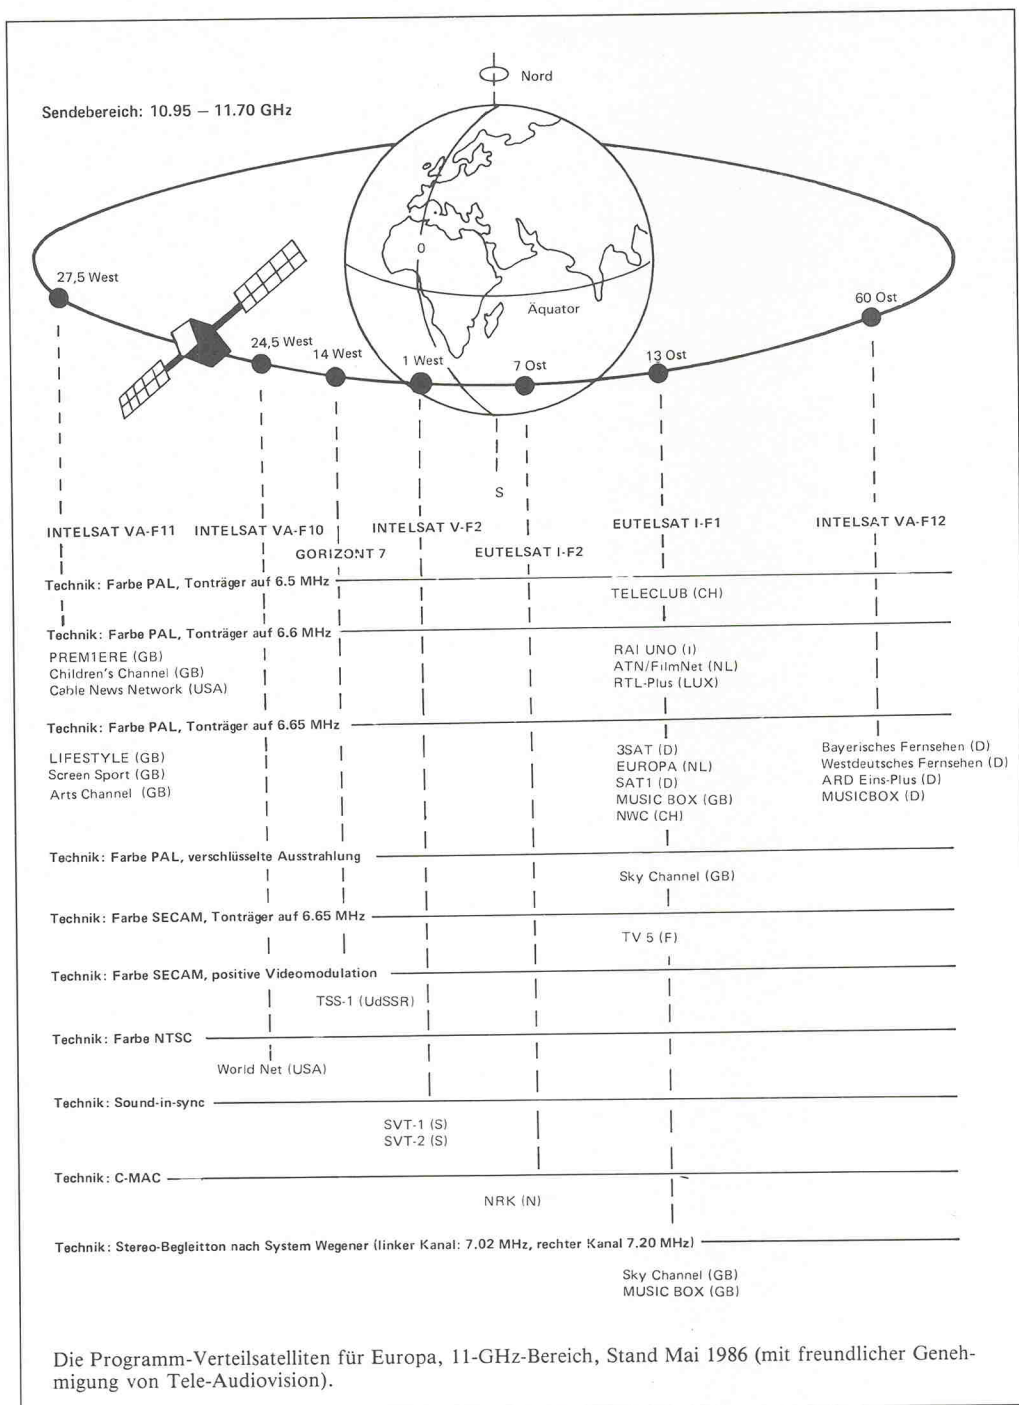 Nord
Sendebereich: 10.95 – 11.70 GHz
0
27,5 West
Äquator
60 Ost
24,5 West
14 West
1 West
7 Ost
13 Ost
S
INTELSAT VA-F11
INTELSAT VA-F10
INTELSAT V-F2
EUTELSAT I-F1
INTELSAT VA-F12
GORIZONT 7
EUTELSAT I-F2
Technik: Farbe PAL, Tonträger auf 6.5 MHz
TELECLUB (CH)
Technik: Farbe PAL, Tonträger auf 6.6 MHz
PREM1ERE (GB)
Children's Channel (GB)
Cable News Network (USA)
RAI UNO (I)
ATN/FilmNet (NL)
RTL-Plus (LUX)
Technik: Farbe PAL, Tonträger auf 6.65 MHz
LIFESTYLE (GB)
Screen Sport (GB)
Arts Channel (GB)
3SAT (D)
EUROPA (NL)
SAT1 (D)
MUSIC BOX (GB)
NWC (CH)
Bayerisches Fernsehen (D)
Westdeutsches Fernsehen (D)
ARD Eins-Plus (D)
MUSICBOX (D)
Technik: Farbe PAL, verschlüsselte Ausstrahlung
Sky Channel (GB)
Technik: Farbe SECAM, Tonträger auf 6.65 MHz
TV 5 (F)
Technik: Farbe SECAM, positive Videomodulation
TSS-1 (UdSSR)
Technik: Farbe NTSC
World Net (USA)
Technik: Sound-in-sync
SVT-1 (S)
SVT-2 (S)
Technik: C-MAC
NRK (N)
Technik: Stereo-Begleitton nach System Wegener (linker Kanal: 7.02 MHz, rechter Kanal 7.20 MHz)
Sky Channel (GB)
MUSIC BOX (GB)
Die Programm-Verteilsatelliten für Europa, 11-GHz-Bereich, Stand Mai 1986 (mit freundlicher Geneh-
migung von Tele-Audiovision).